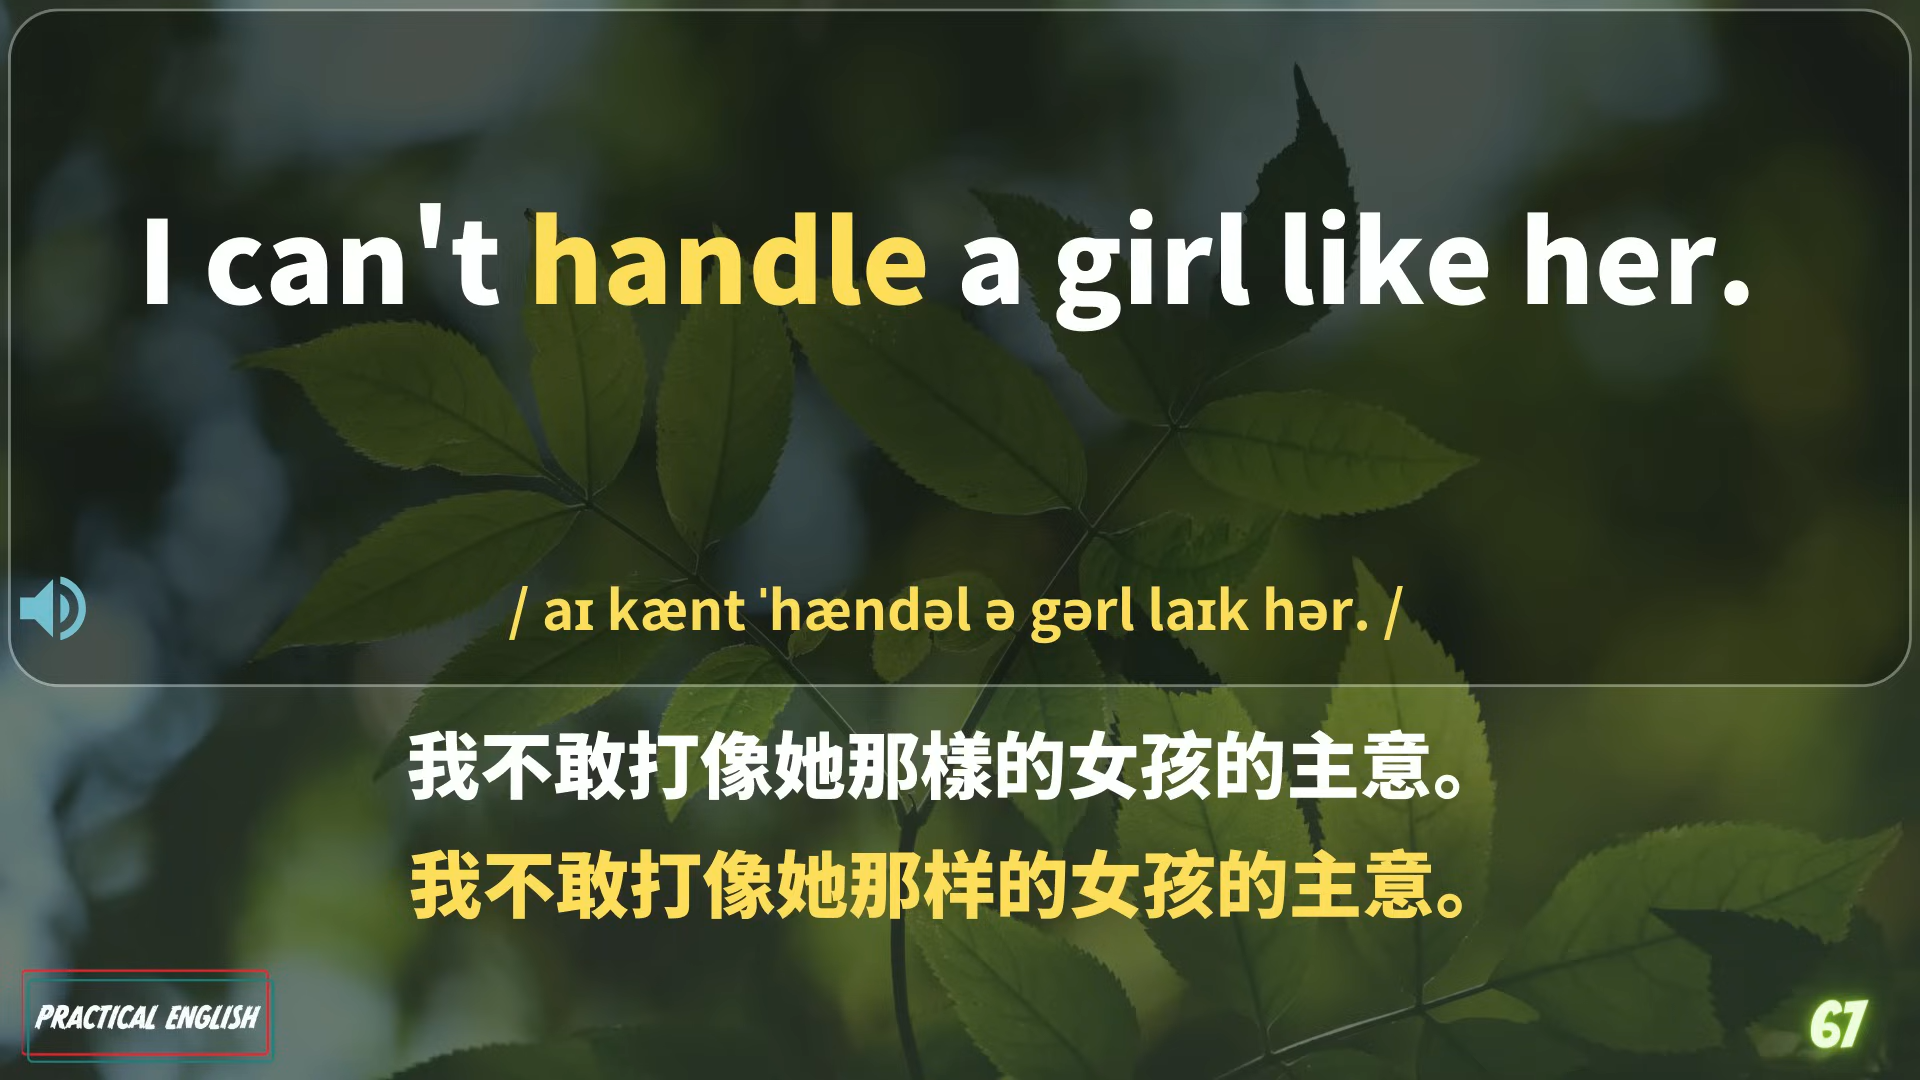 I can't handle a girl like her.
/ aɪ kænt ˈhændəl ə gərl laɪk hər. /
我不敢打像她那樣的女孩的主意。
我不敢打像她那样的女孩的主意。
PRACTICAL ENGLISH
67